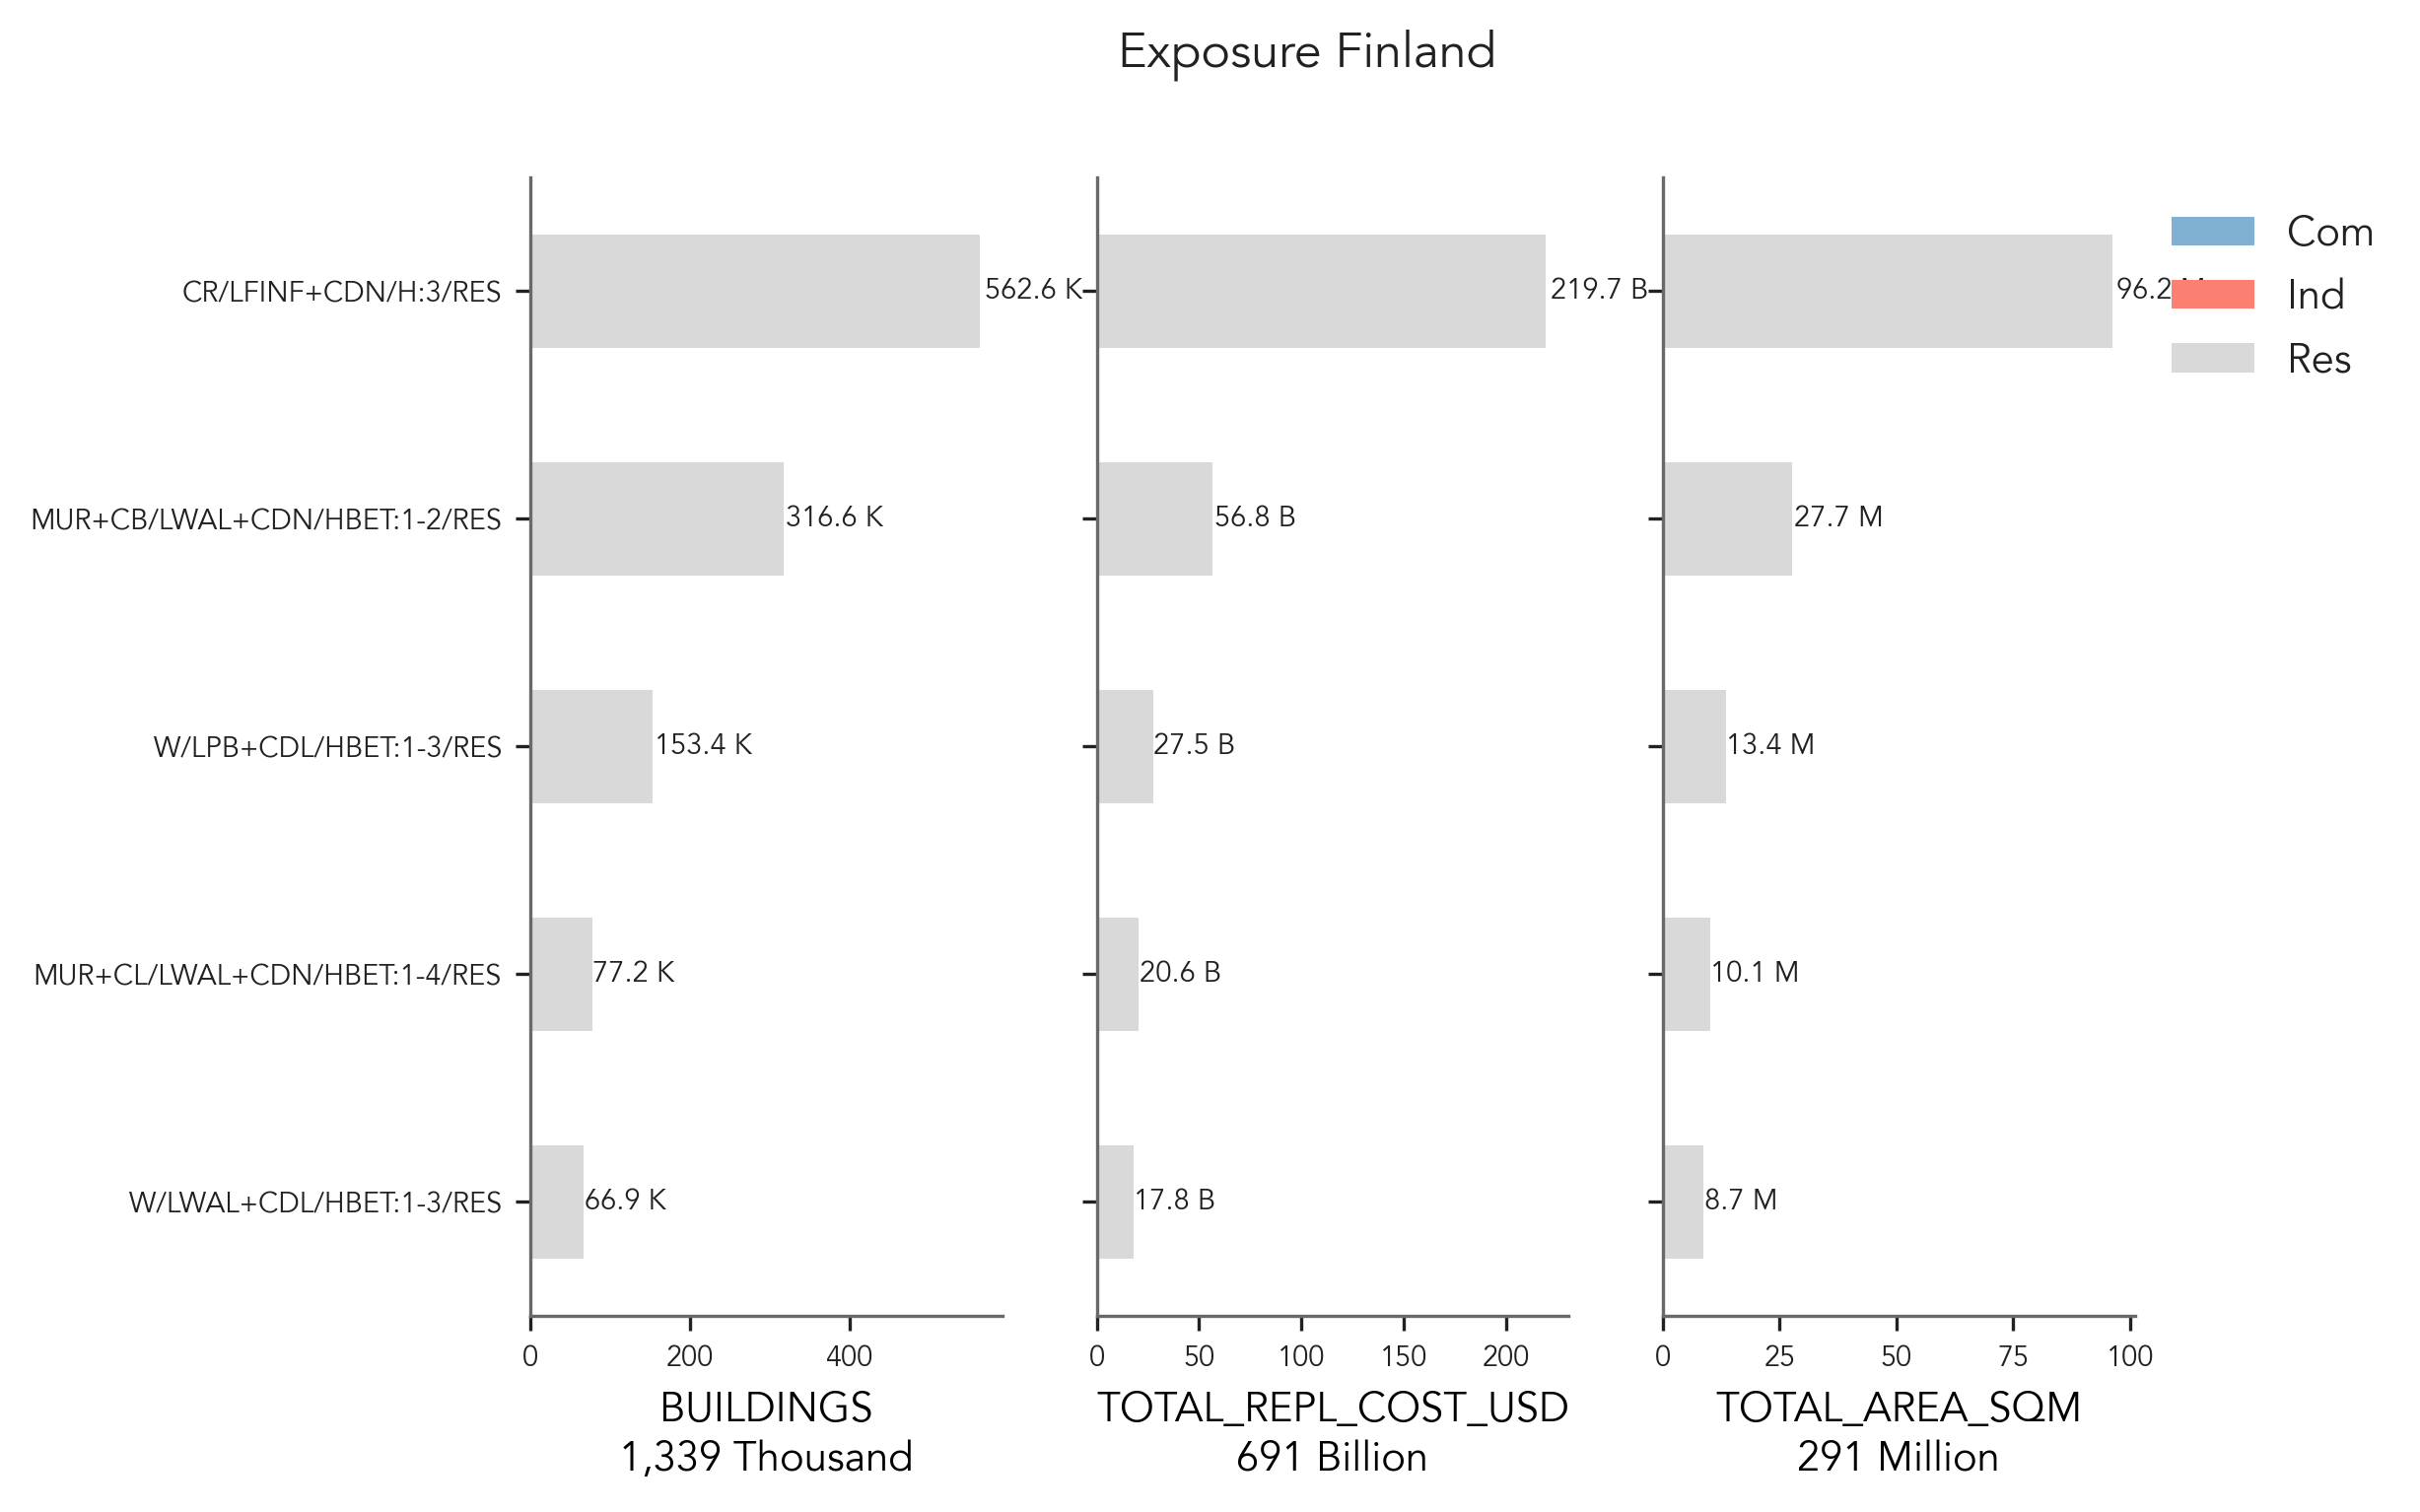 Exposure Finland
CR/LFINF+CDN/H:3/RES
562.6 K
219.7 B
96.2
MUR+CB/LWAL+CDN/HBET:1-2/RES
316.6 K
56.8 B
27.7 M
W/LPB+CDL/HBET:1-3/RES
153.4 K
27.5 B
13.4 M
MUR+CL/LWAL+CDN/HBET:1-4/RES
77.2 K
20.6 B
10.1 M
W/LWAL+CDL/HBET:1-3/RES
66.9 K
17.8 B
8.7 M
Com
Ind
Res
0 200 400
BUILDINGS
1,339 Thousand
0 50 100 150 200
TOTAL_REPL_COST_USD
691 Billion
0 25 50 75 100
TOTAL_AREA_SQM
291 Million